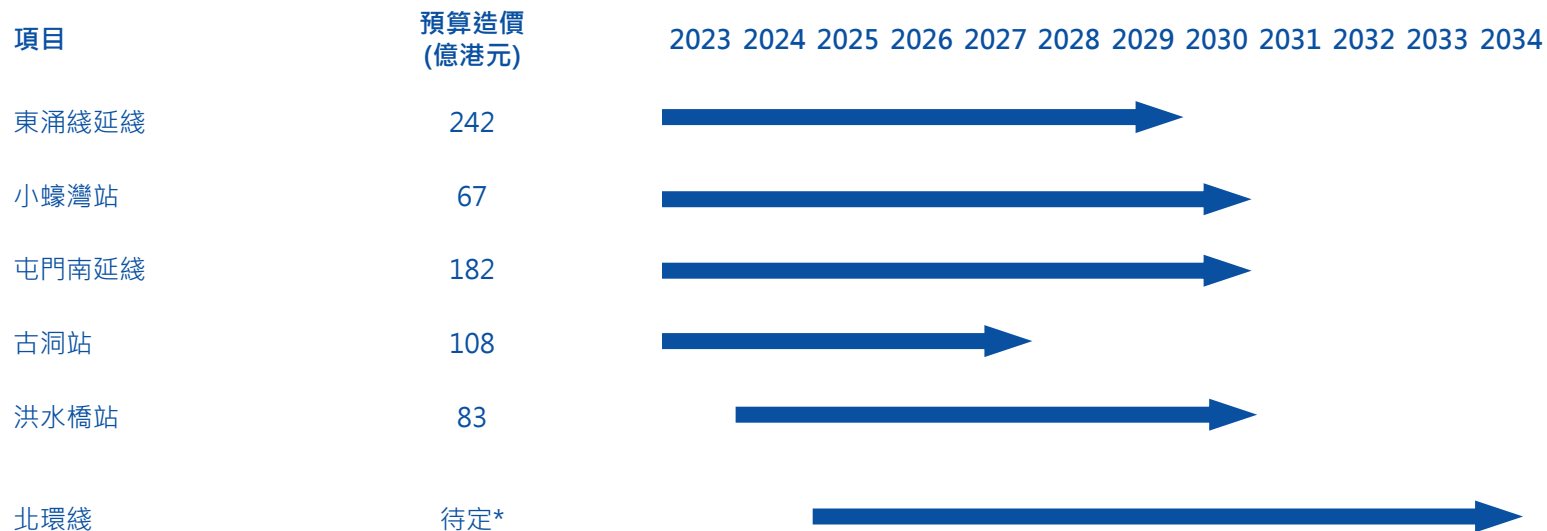 項目 預算造價 (億港元) 2023 2024 2025 2026 2027 2028 2029 2030 2031 2032 2033 2034
東涌綫延綫 242
小蠔灣站 67
屯門南延綫 182
古洞站 108
洪水橋站 83
北環綫 待定*